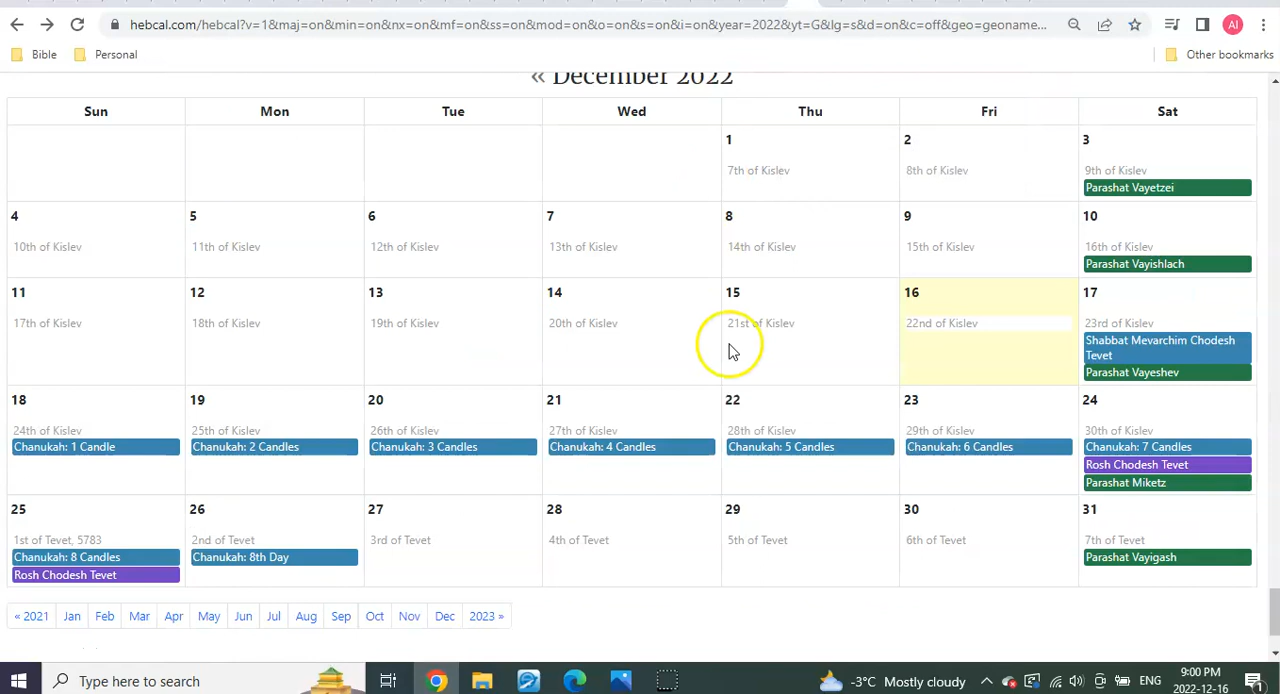 hebcal.com/hebcal?v=1&maj=on&min=on&nx=on&mf=on&ss=on&mod=on&o=on&s=on&i=on&year=2022&yt=G&lg=s&d=on&c=off&geo=geoname...
AI
Bible Personal Other bookmarks
« December 2022
Sun Mon Tue Wed Thu Fri Sat
1 2 3
7th of Kislev 8th of Kislev 9th of Kislev
Parashat Vayetzei
4 5 6 7 8 9 10
10th of Kislev 11th of Kislev 12th of Kislev 13th of Kislev 14th of Kislev 15th of Kislev 16th of Kislev
Parashat Vayishlach
11 12 13 14 15 16 17
17th of Kislev 18th of Kislev 19th of Kislev 20th of Kislev 21st of Kislev 22nd of Kislev 23rd of Kislev
Shabbat Mevarchim Chodesh
Tevet
Parashat Vayeshev
18 19 20 21 22 23 24
24th of Kislev 25th of Kislev 26th of Kislev 27th of Kislev 28th of Kislev 29th of Kislev 30th of Kislev
Chanukah: 1 Candle Chanukah: 2 Candles Chanukah: 3 Candles Chanukah: 4 Candles Chanukah: 5 Candles Chanukah: 6 Candles Chanukah: 7 Candles
Rosh Chodesh Tevet
Parashat Miketz
25 26 27 28 29 30 31
1st of Tevet, 5783 2nd of Tevet 3rd of Tevet 4th of Tevet 5th of Tevet 6th of Tevet 7th of Tevet
Chanukah: 8 Candles Chanukah: 8th Day Parashat Vayigash
Rosh Chodesh Tevet
« 2021 Jan Feb Mar Apr May Jun Jul Aug Sep Oct Nov Dec 2023 »
Type here to search -3°C Mostly cloudy ENG 9:00 PM
2022-12-16 1